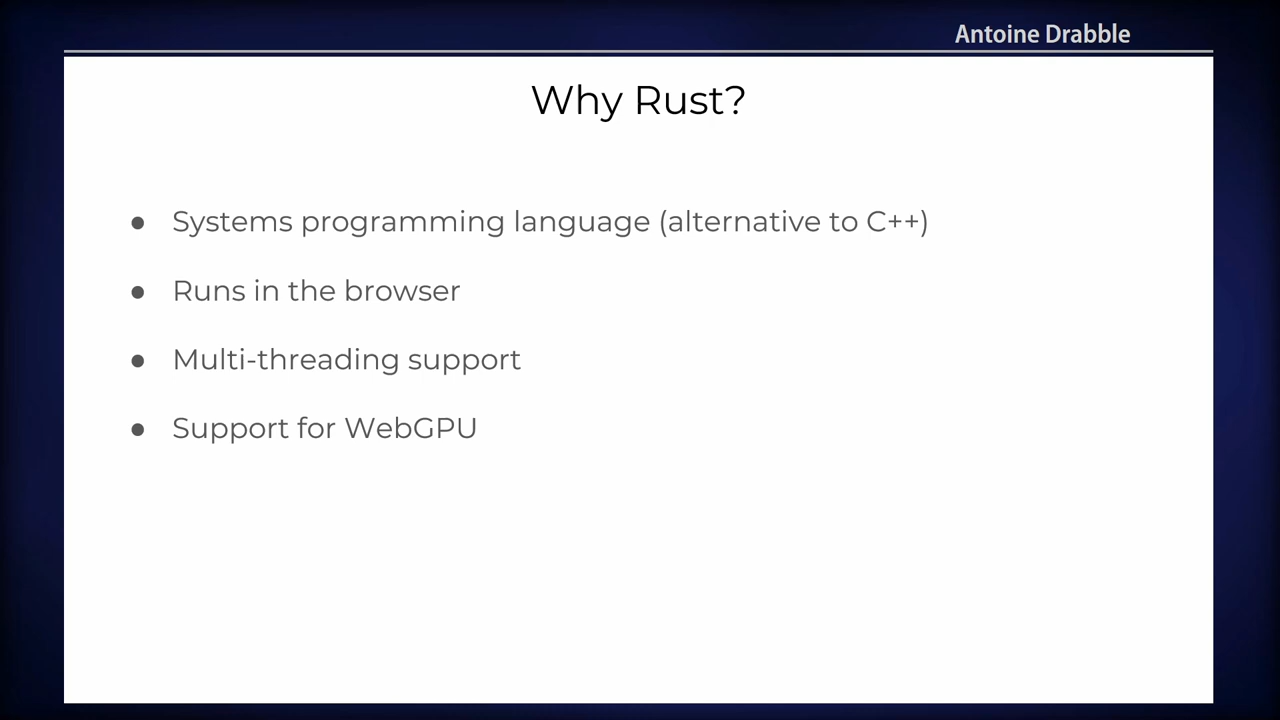 Antoine Drabble
Why Rust?
● Systems programming language (alternative to C++)
● Runs in the browser
● Multi-threading support
● Support for WebGPU